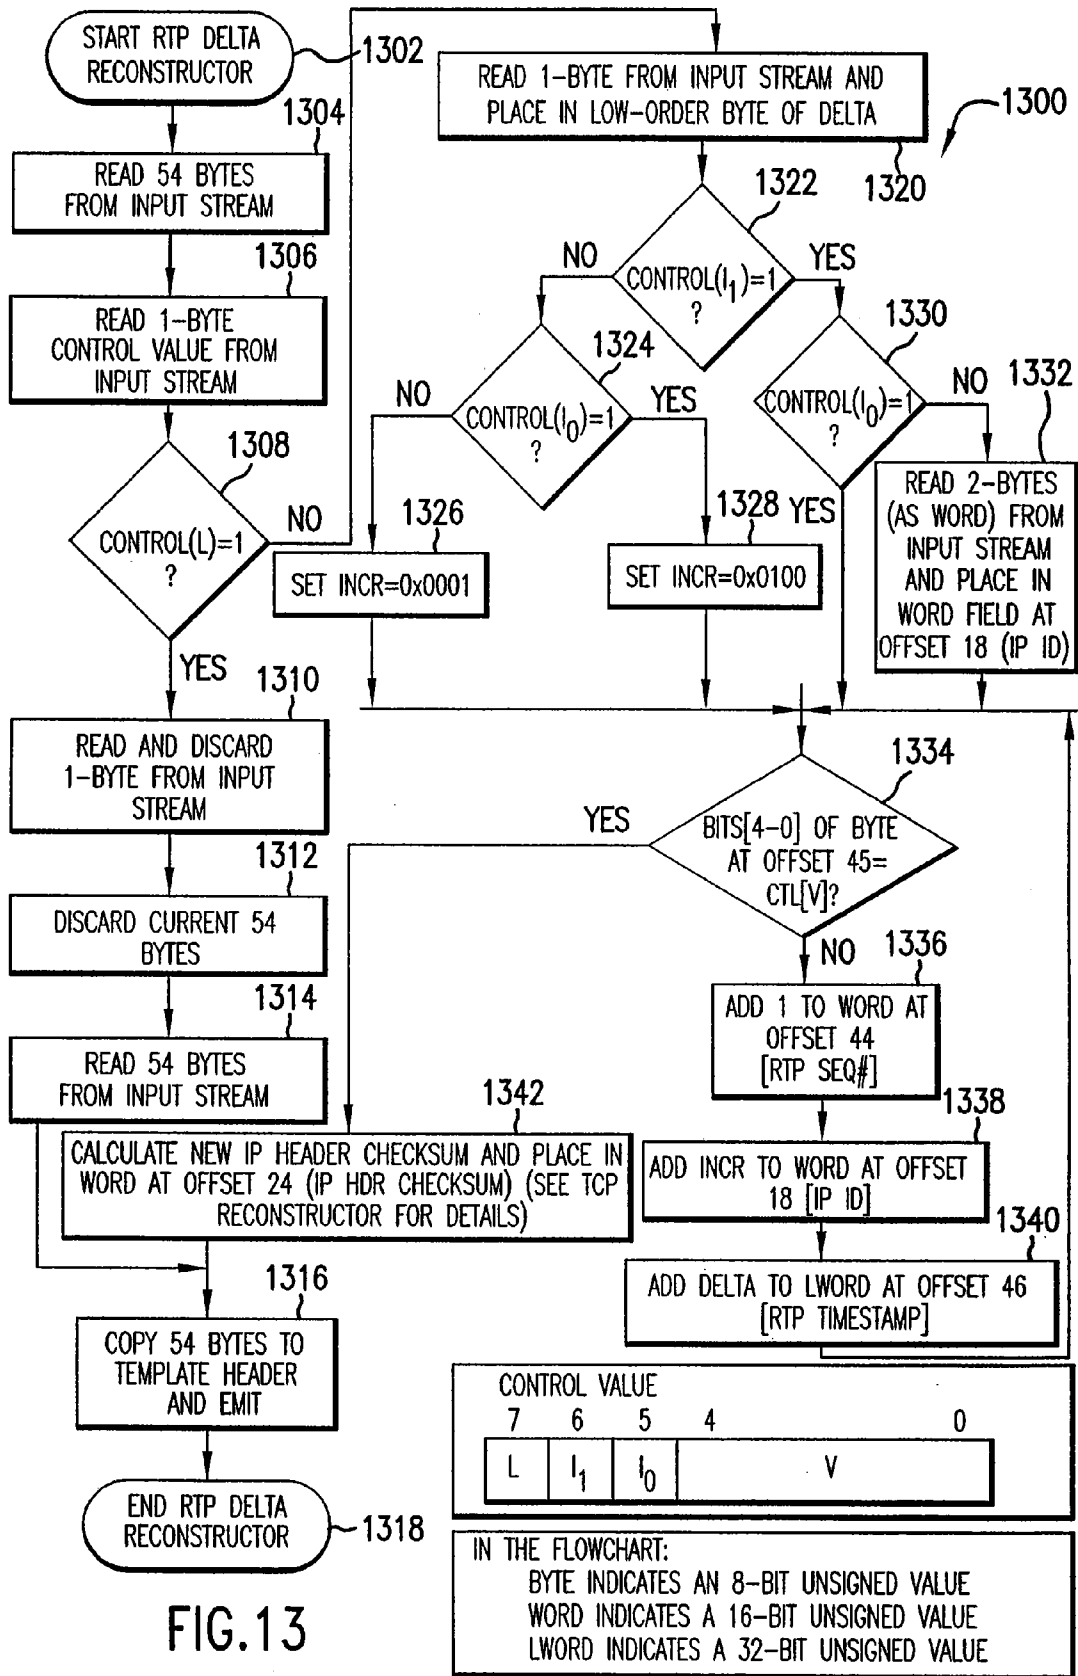 START RTP DELTA
RECONSTRUCTOR
1302
1304
READ 54 BYTES
FROM INPUT STREAM
1306
READ 1-BYTE
CONTROL VALUE FROM
INPUT STREAM
1308
CONTROL(L)=1
?
NO
YES
1310
READ AND DISCARD
1-BYTE FROM INPUT
STREAM
1312
DISCARD CURRENT 54
BYTES
1314
READ 54 BYTES
FROM INPUT STREAM
READ 1-BYTE FROM INPUT STREAM AND
PLACE IN LOW-ORDER BYTE OF DELTA
1300
1320
1322
CONTROL(I1)=1
?
NO
YES
1324
CONTROL(I0)=1
?
NO
YES
1326
SET INCR=0x0001
1328
SET INCR=0x0100
1330
CONTROL(I0)=1
?
NO
YES
1332
READ 2-BYTES
(AS WORD) FROM
INPUT STREAM
AND PLACE IN
WORD FIELD AT
OFFSET 18 (IP ID)
1334
BITS[4-0] OF BYTE
AT OFFSET 45=
CTL[V]?
YES
NO
1336
ADD 1 TO WORD AT
OFFSET 44
[RTP SEQ#]
1338
ADD INCR TO WORD AT OFFSET
18 [IP ID]
1340
ADD DELTA TO LWORD AT OFFSET 46
[RTP TIMESTAMP]
1342
CALCULATE NEW IP HEADER CHECKSUM AND PLACE IN
WORD AT OFFSET 24 (IP HDR CHECKSUM) (SEE TCP
RECONSTRUCTOR FOR DETAILS)
1316
COPY 54 BYTES TO
TEMPLATE HEADER
AND EMIT
END RTP DELTA
RECONSTRUCTOR
1318
CONTROL VALUE
7 6 5 4 0
L I1 I0 V
IN THE FLOWCHART:
BYTE INDICATES AN 8-BIT UNSIGNED VALUE
WORD INDICATES A 16-BIT UNSIGNED VALUE
LWORD INDICATES A 32-BIT UNSIGNED VALUE
FIG.13